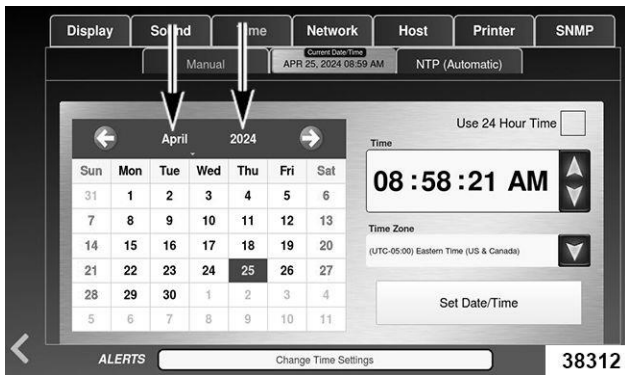 Display Sound Time Network Host Printer SNMP
Manual
Current Date/Time
APR 25, 2024 08:59 AM
NTP (Automatic)
Use 24 Hour Time
April 2024
Time
Sun Mon Tue Wed Thu Fri Sat
08 : 58 : 21 AM
31 1 2 3 4 5 6
7 8 9 10 11 12 13
Time Zone
14 15 16 17 18 19 20
(UTC-05:00) Eastern Time (US & Canada)
21 22 23 24 25 26 27
28 29 30 1 2 3 4
Set Date/Time
5 6 7 8 9 10 11
ALERTS Change Time Settings
38312